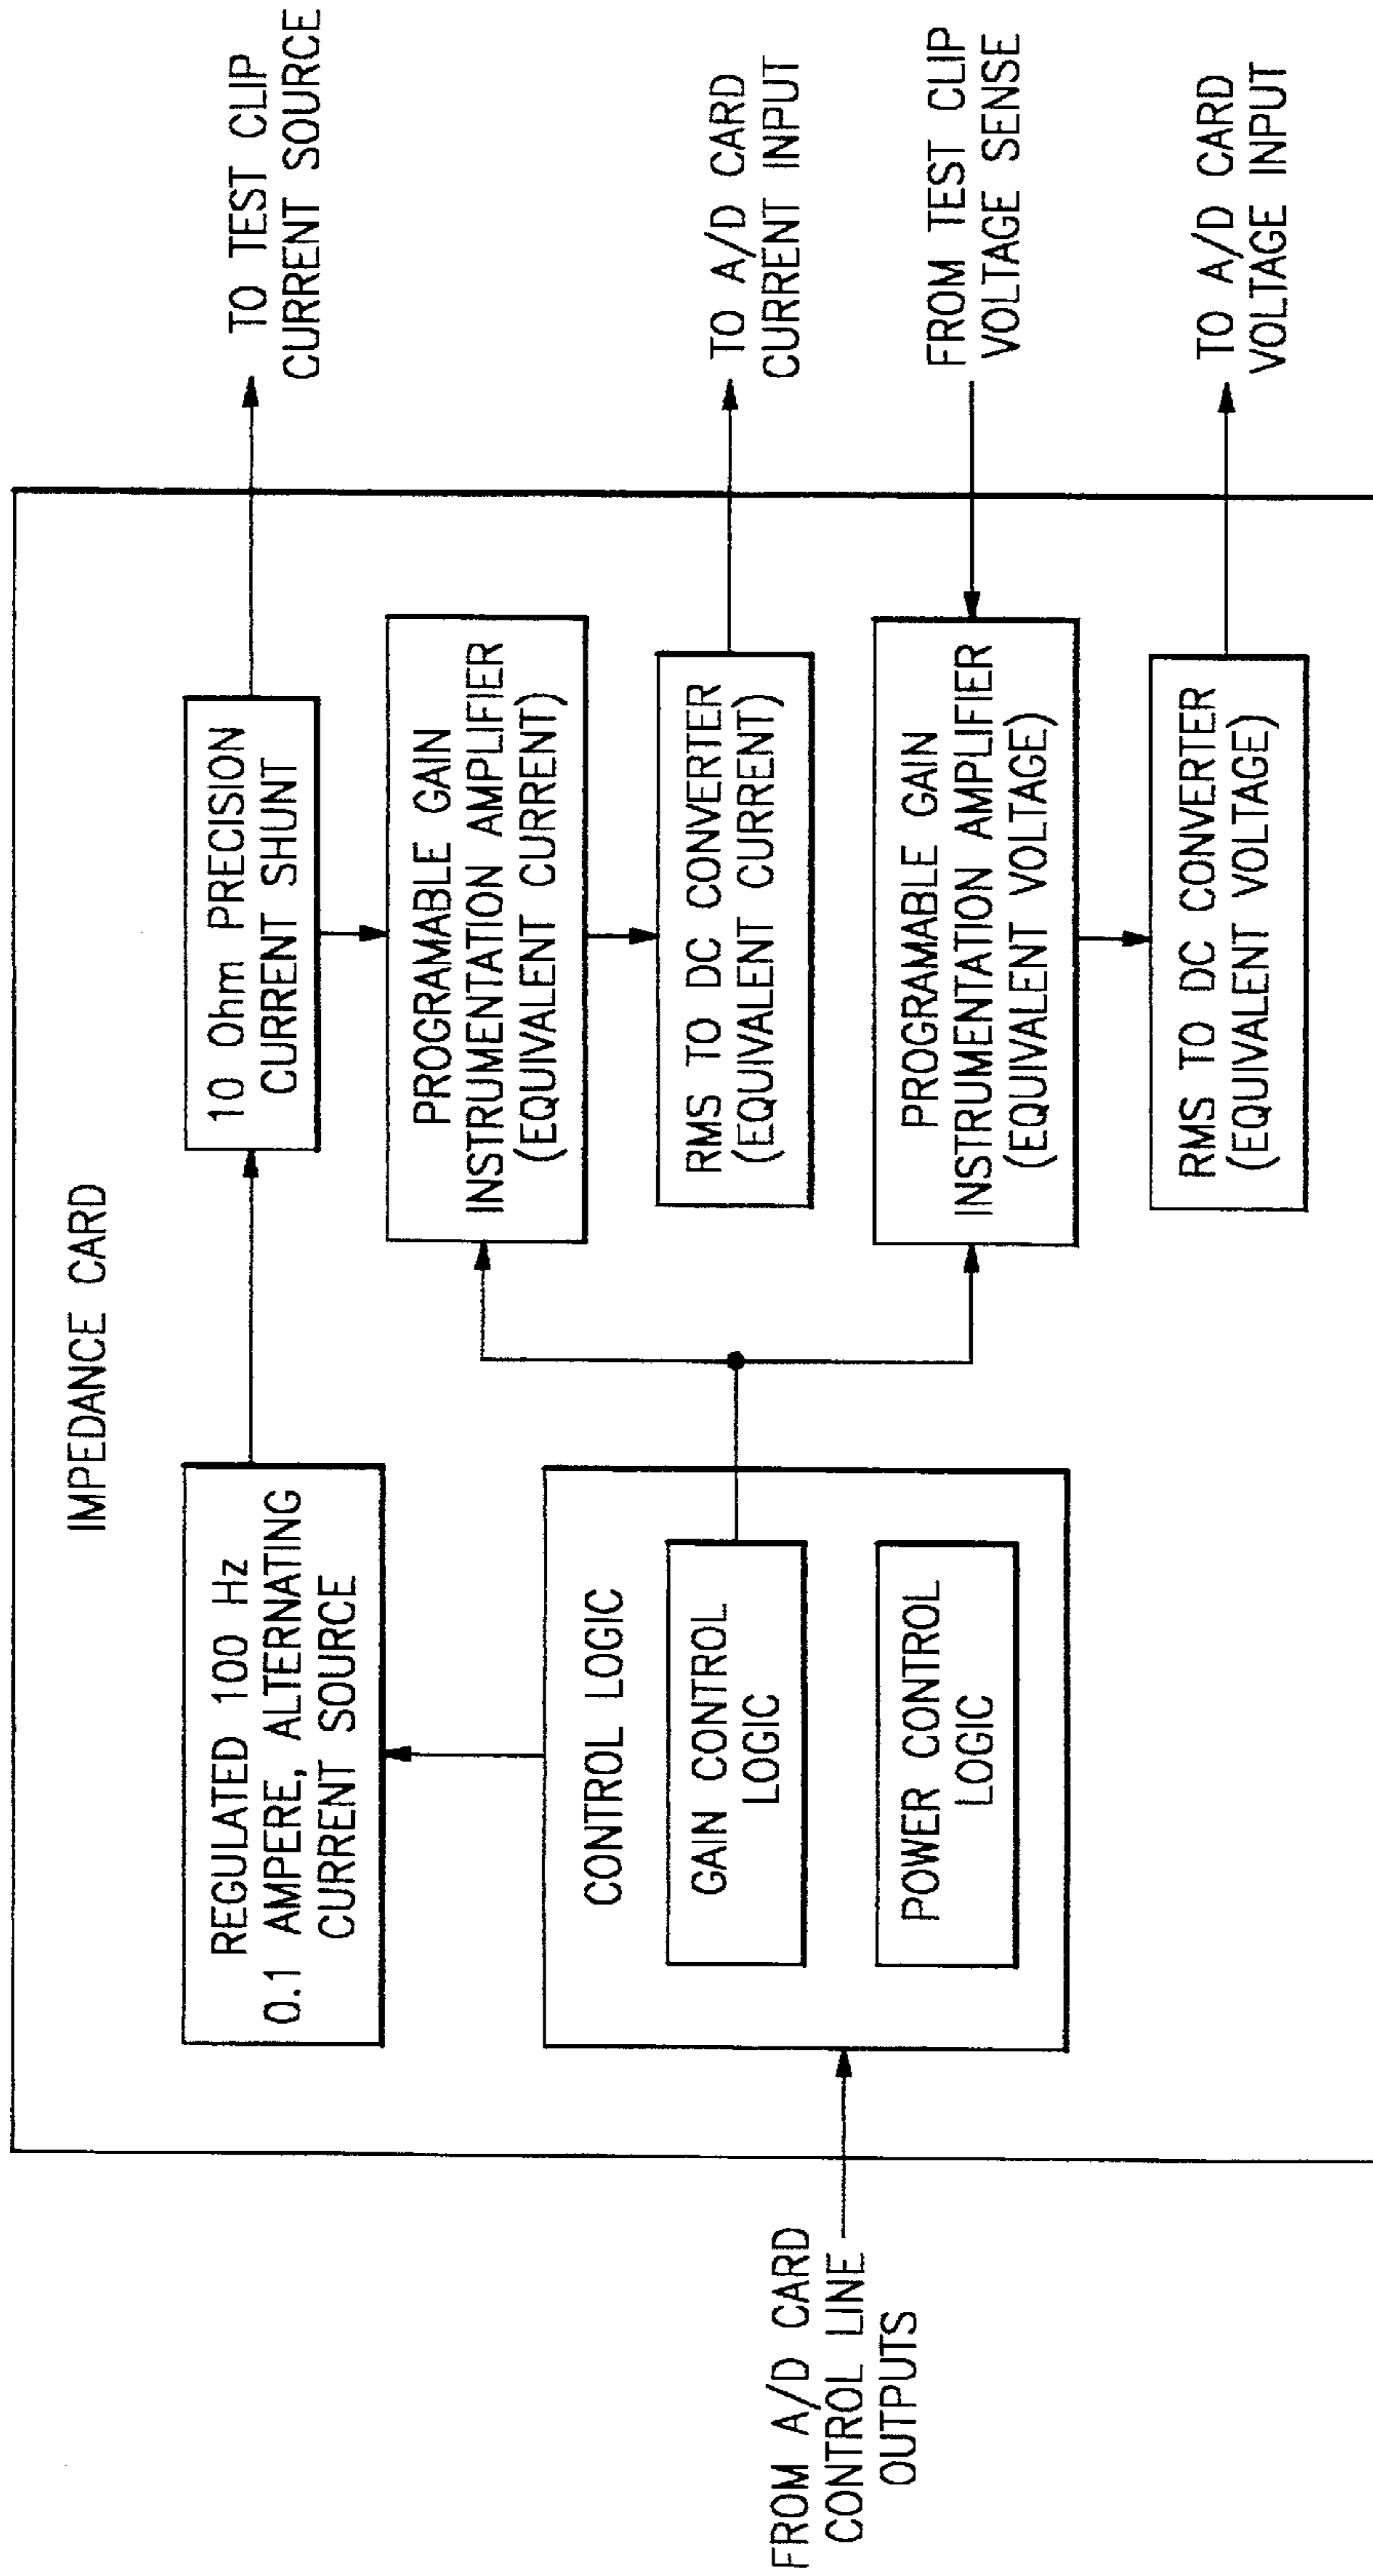 IMPEDANCE CARD
REGULATED 100 Hz
0.1 AMPERE, ALTERNATING
CURRENT SOURCE
10 Ohm PRECISION
CURRENT SHUNT
TO TEST CLIP
CURRENT SOURCE
PROGRAMABLE GAIN
INSTRUMENTATION AMPLIFIER
(EQUIVALENT CURRENT)
CONTROL LOGIC
GAIN CONTROL
LOGIC
POWER CONTROL
LOGIC
RMS TO DC CONVERTER
(EQUIVALENT CURRENT)
TO A/D CARD
CURRENT INPUT
FROM A/D CARD
CONTROL LINE
OUTPUTS
PROGRAMABLE GAIN
INSTRUMENTATION AMPLIFIER
(EQUIVALENT VOLTAGE)
FROM TEST CLIP
VOLTAGE SENSE
RMS TO DC CONVERTER
(EQUIVALENT VOLTAGE)
TO A/D CARD
VOLTAGE INPUT